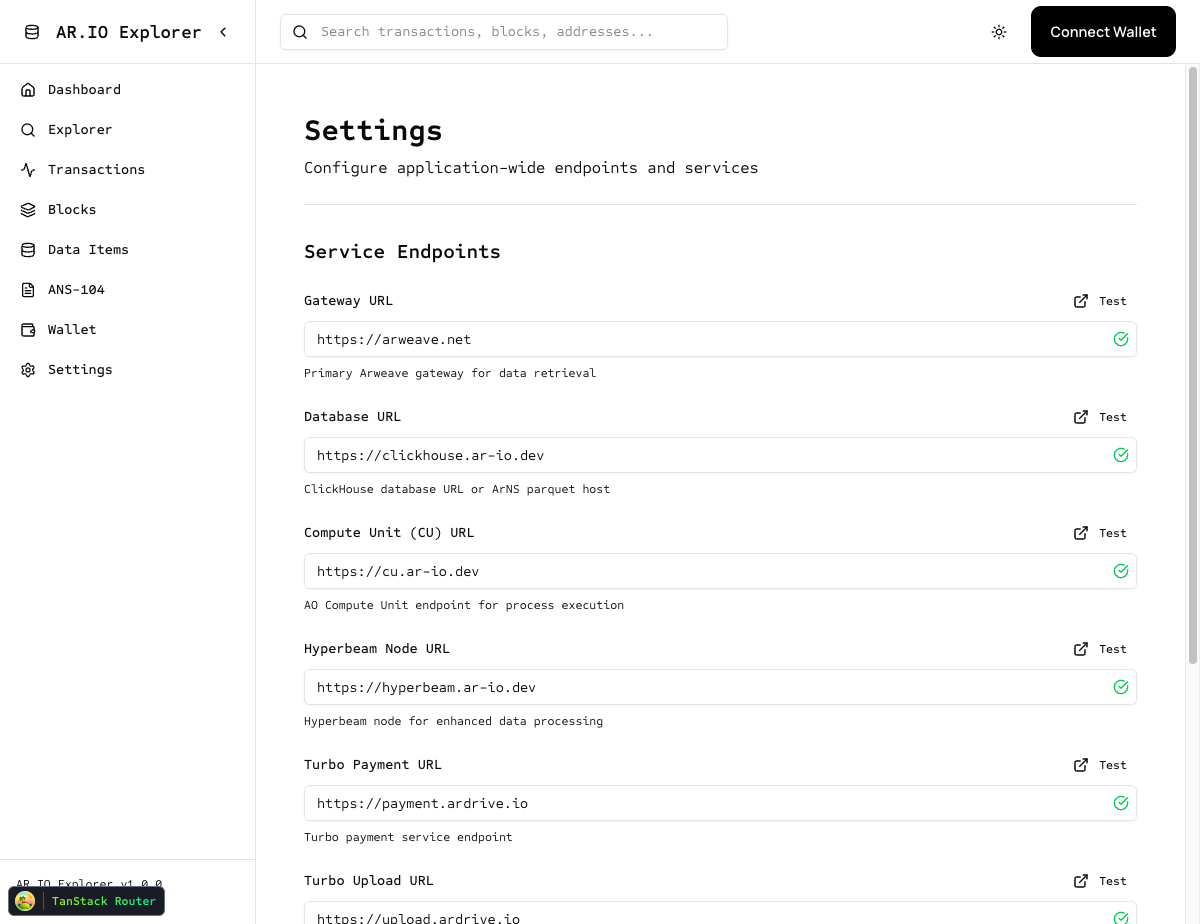 AR.IO Explorer
Search transactions, blocks, addresses...
Connect Wallet
Dashboard
Explorer
Transactions
Blocks
Data Items
ANS-104
Wallet
Settings
Settings
Configure application-wide endpoints and services
Service Endpoints
Gateway URL
Test
https://arweave.net
Primary Arweave gateway for data retrieval
Database URL
Test
https://clickhouse.ar-io.dev
ClickHouse database URL or ArNS parquet host
Compute Unit (CU) URL
Test
https://cu.ar-io.dev
AO Compute Unit endpoint for process execution
Hyperbeam Node URL
Test
https://hyperbeam.ar-io.dev
Hyperbeam node for enhanced data processing
Turbo Payment URL
Test
https://payment.ardrive.io
Turbo payment service endpoint
Turbo Upload URL
Test
https://upload.ardrive.io
AR.IO Explorer v1.0.0
TanStack Router